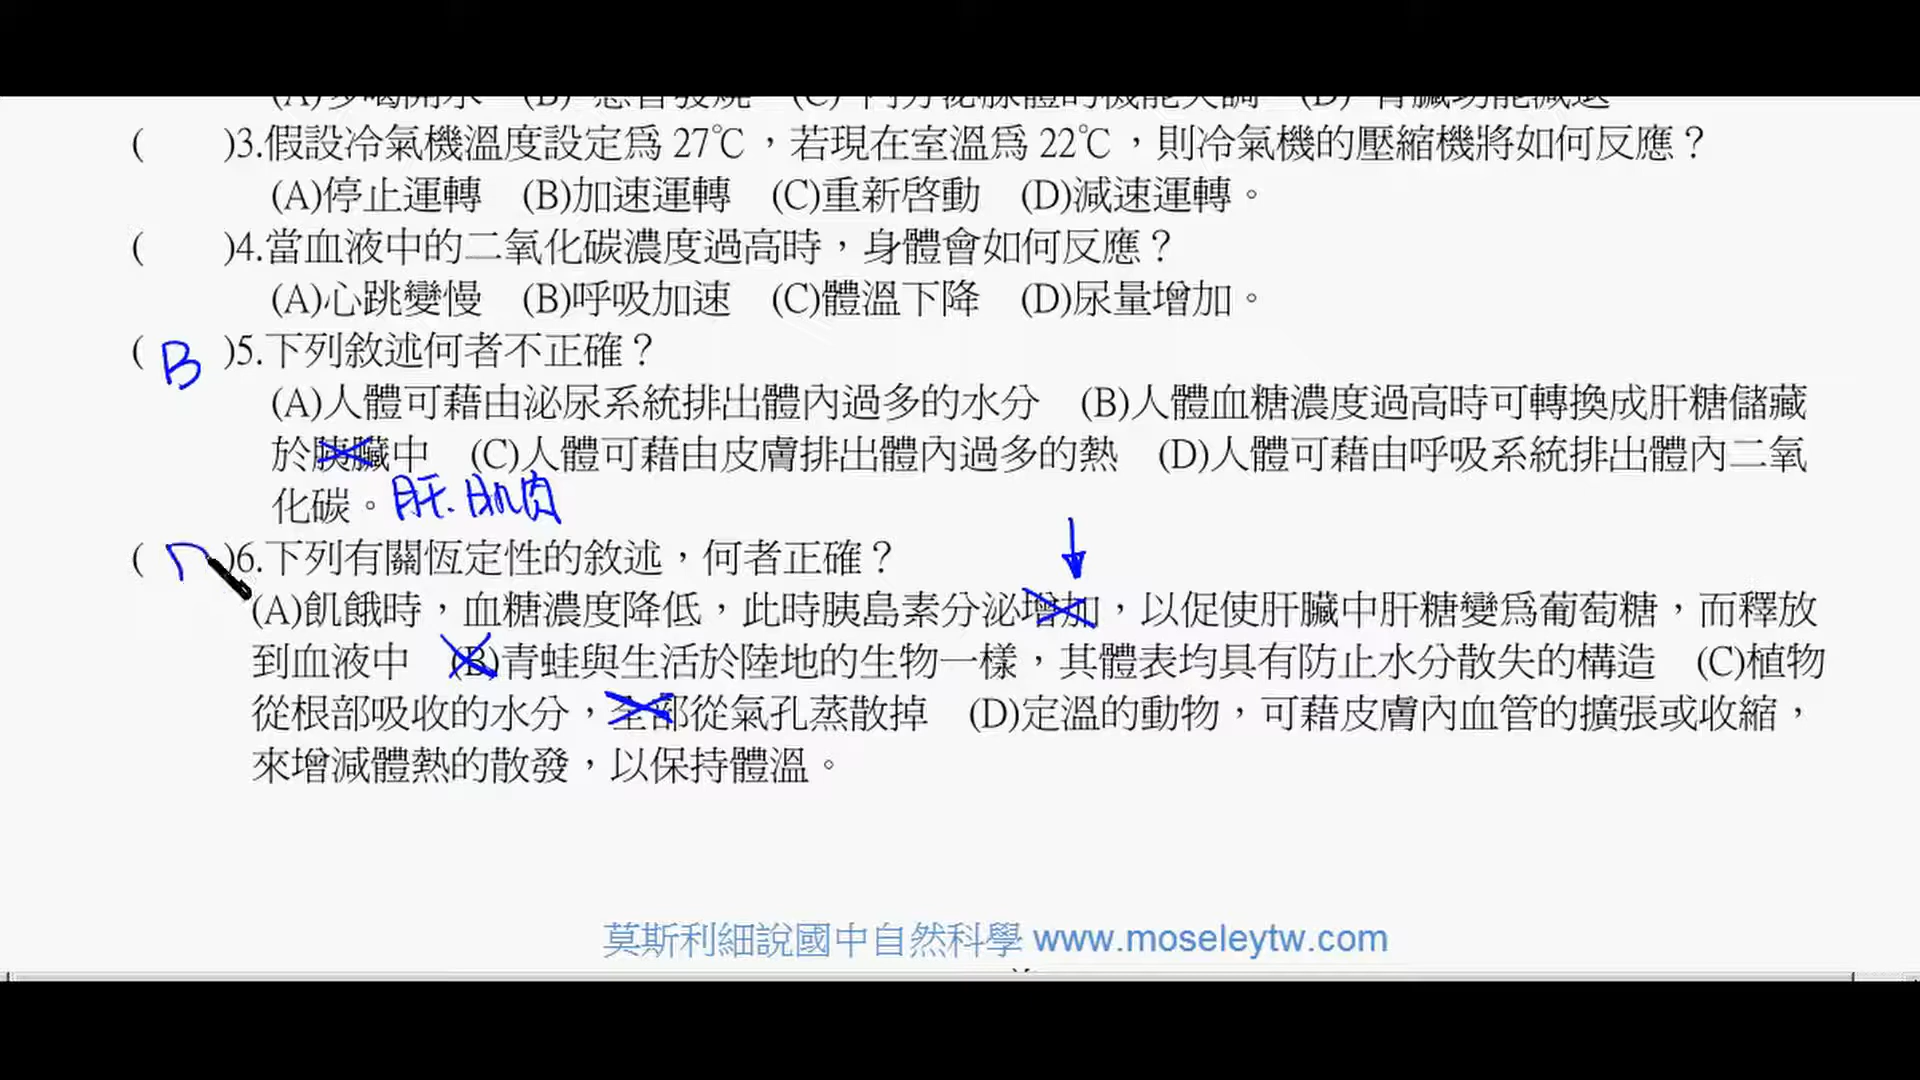 )3.假設冷氣機溫度設定為 27℃，若現在室溫為 22℃，則冷氣機的壓縮機將如何反應？
(A)停止運轉 (B)加速運轉 (C)重新啓動 (D)減速運轉。
( )4.當血液中的二氧化碳濃度過高時，身體會如何反應？
(A)心跳變慢 (B)呼吸加速 (C)體溫下降 (D)尿量增加。
( B )5.下列敘述何者不正確？
(A)人體可藉由泌尿系統排出體內過多的水分 (B)人體血糖濃度過高時可轉換成肝糖儲藏
於胰臟中 (C)人體可藉由皮膚排出體內過多的熱 (D)人體可藉由呼吸系統排出體內二氧
化碳。肝.肌肉
( )6.下列有關恆定性的敘述，何者正確？
(A)飢餓時，血糖濃度降低，此時胰島素分泌增加，以促使肝臟中肝糖變為葡萄糖，而釋放
到血液中 (B)青蛙與生活於陸地的生物一樣，其體表均具有防止水分散失的構造 (C)植物
從根部吸收的水分，全部從氣孔蒸散掉 (D)定溫的動物，可藉皮膚內血管的擴張或收縮，
來增減體熱的散發，以保持體溫。
莫斯利細說國中自然科學 www.moseleytw.com